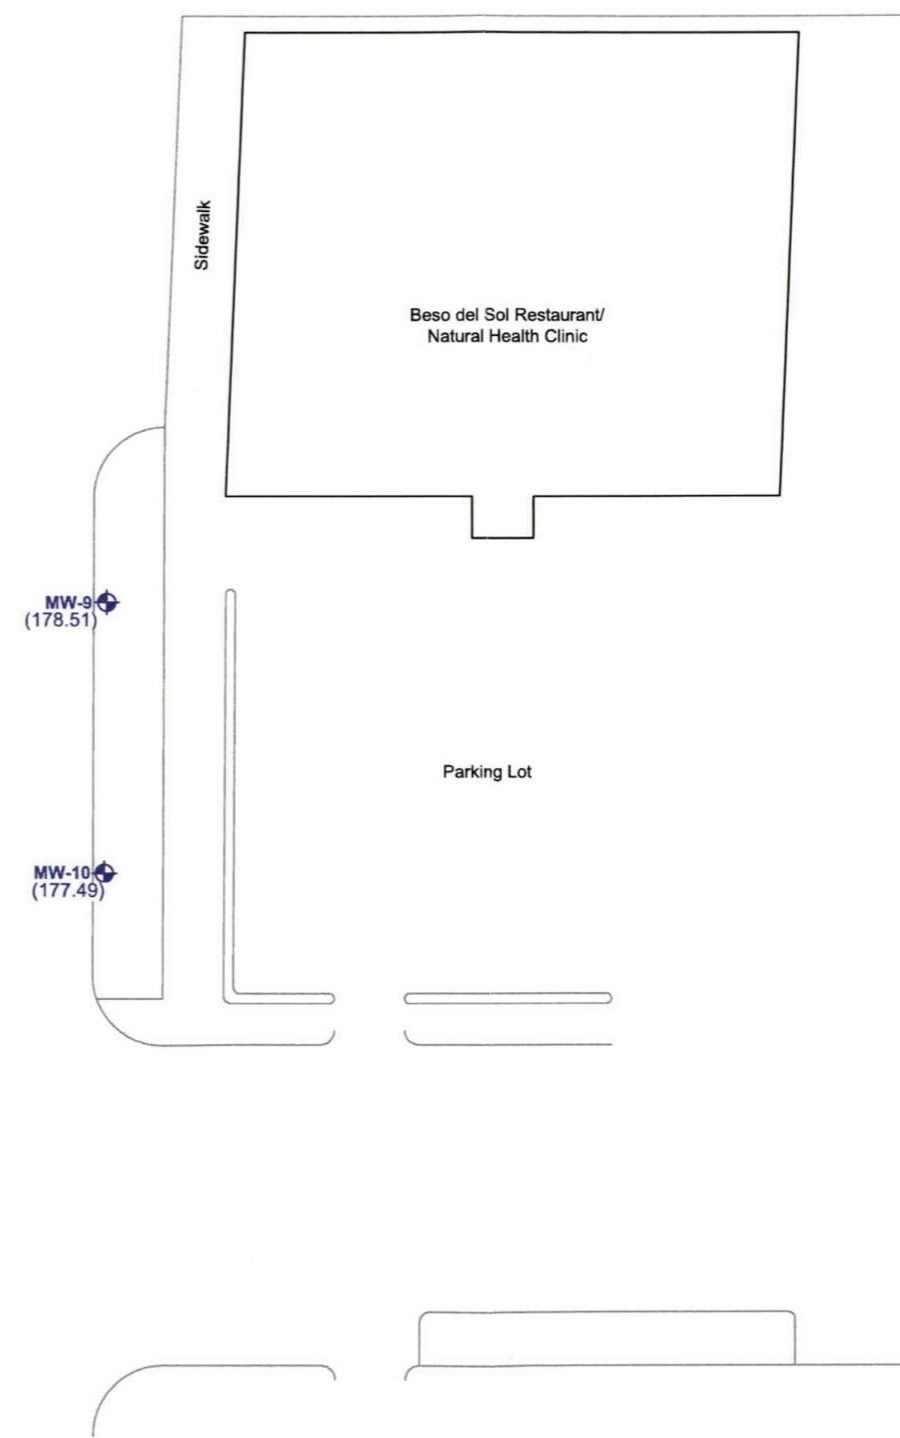 Sidewalk
Beso del Sol Restaurant/
Natural Health Clinic
MW-9
(178.51)
Parking Lot
MW-10
(177.49)